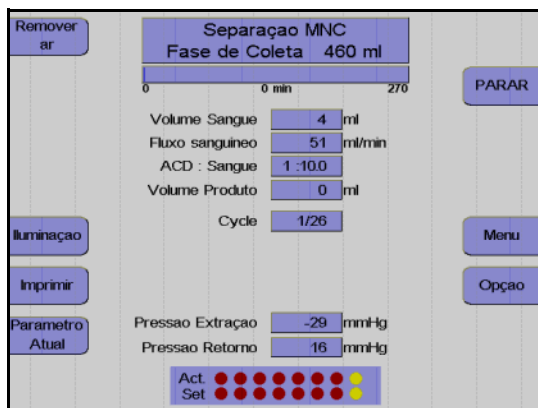 Remover
ar
Separaçao MNC
Fase de Coleta 460 ml
0 0 min 270
PARAR
Volume Sangue 4 ml
Fluxo sanguineo 51 ml/min
ACD : Sangue 1 :10.0
Volume Produto 0 ml
Cycle 1/26
Iluminaçao
Menu
Imprimir
Opçao
Parametro
Atual
Pressao Extraçao -29 mmHg
Pressao Retorno 16 mmHg
Act.
Set